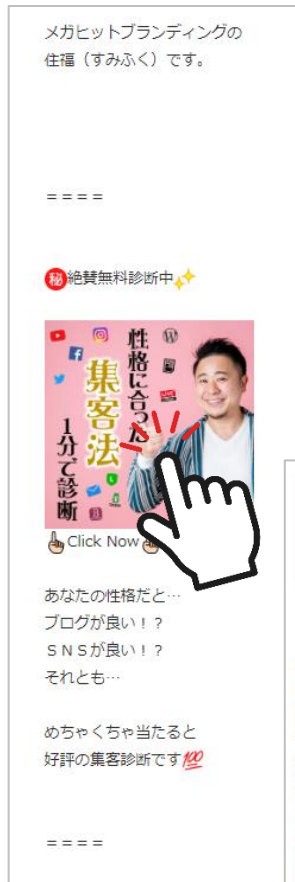 メガヒットブランディングの
住福（すみふく）です。
====
㊙絶賛無料診断中✨
性格に合った
集客法
1分で診断
LIVE
👆Click Now👆
あなたの性格だと…
ブログが良い！？
ＳＮＳが良い！？
それとも…
めちゃくちゃ当たると
好評の集客診断です💯
====